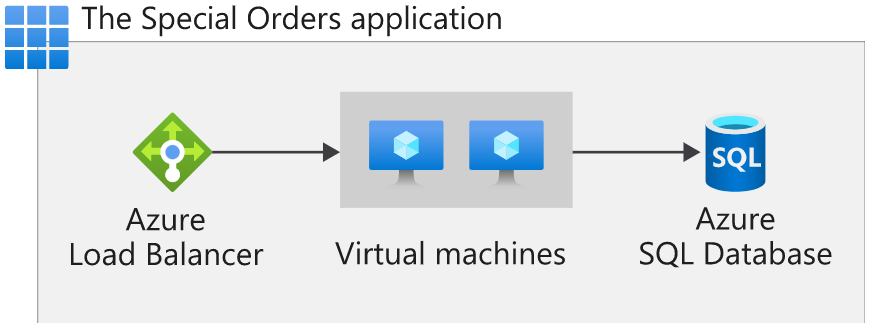 The Special Orders application
SQL
Azure
Load Balancer
Virtual machines
Azure
SQL Database